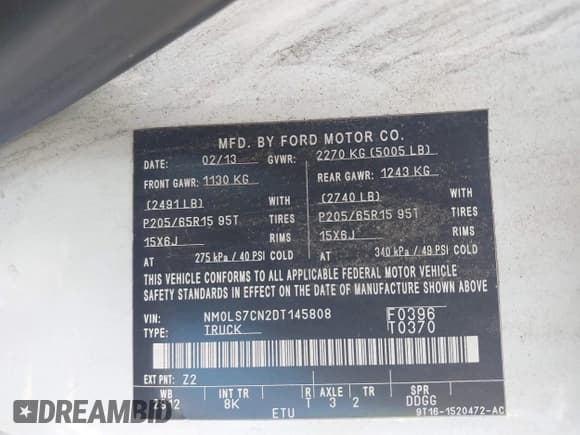 MFD. BY FORD MOTOR CO.
DATE: 02/13 GVWR: 2270 KG (5005 LB)
FRONT GAWR: 1130 KG REAR GAWR: 1243 KG
(2491 LB) WITH (2740 LB) WITH
P205/65R15 95T TIRES P205/65R15 95T TIRES
15X6J RIMS 15X6J RIMS
AT 275 kPa / 40 PSI COLD AT 340 kPa / 49 PSI COLD
THIS VEHICLE CONFORMS TO ALL APPLICABLE FEDERAL MOTOR VEHICLE
SAFETY STANDARDS IN EFFECT ON THE DATE OF MANUFACTURE SHOWN ABOVE.
VIN: NM0LS7CN2DT145808 F0396
TYPE: TRUCK T0370
EXT PNT: Z2
WB INT TR R AXLE TR SPR
8K T 3 2 DDGG
ETU 9T16-1520472-AC
DREAMBID
DREAMBID